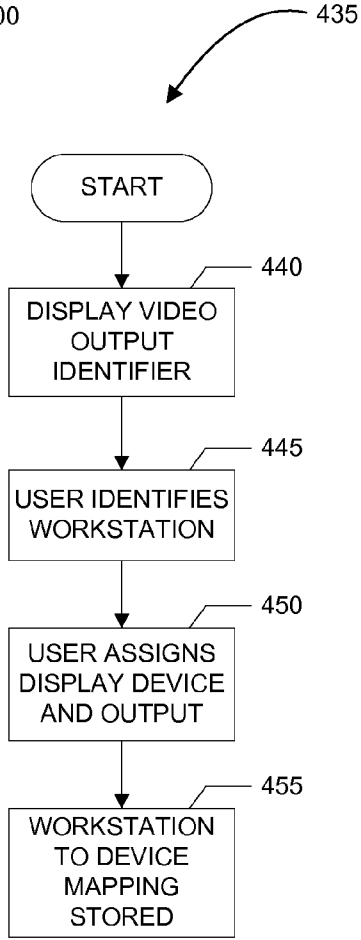 00
435
START
440
DISPLAY VIDEO
OUTPUT
IDENTIFIER
445
USER IDENTIFIES
WORKSTATION
450
USER ASSIGNS
DISPLAY DEVICE
AND OUTPUT
455
WORKSTATION
TO DEVICE
MAPPING
STORED